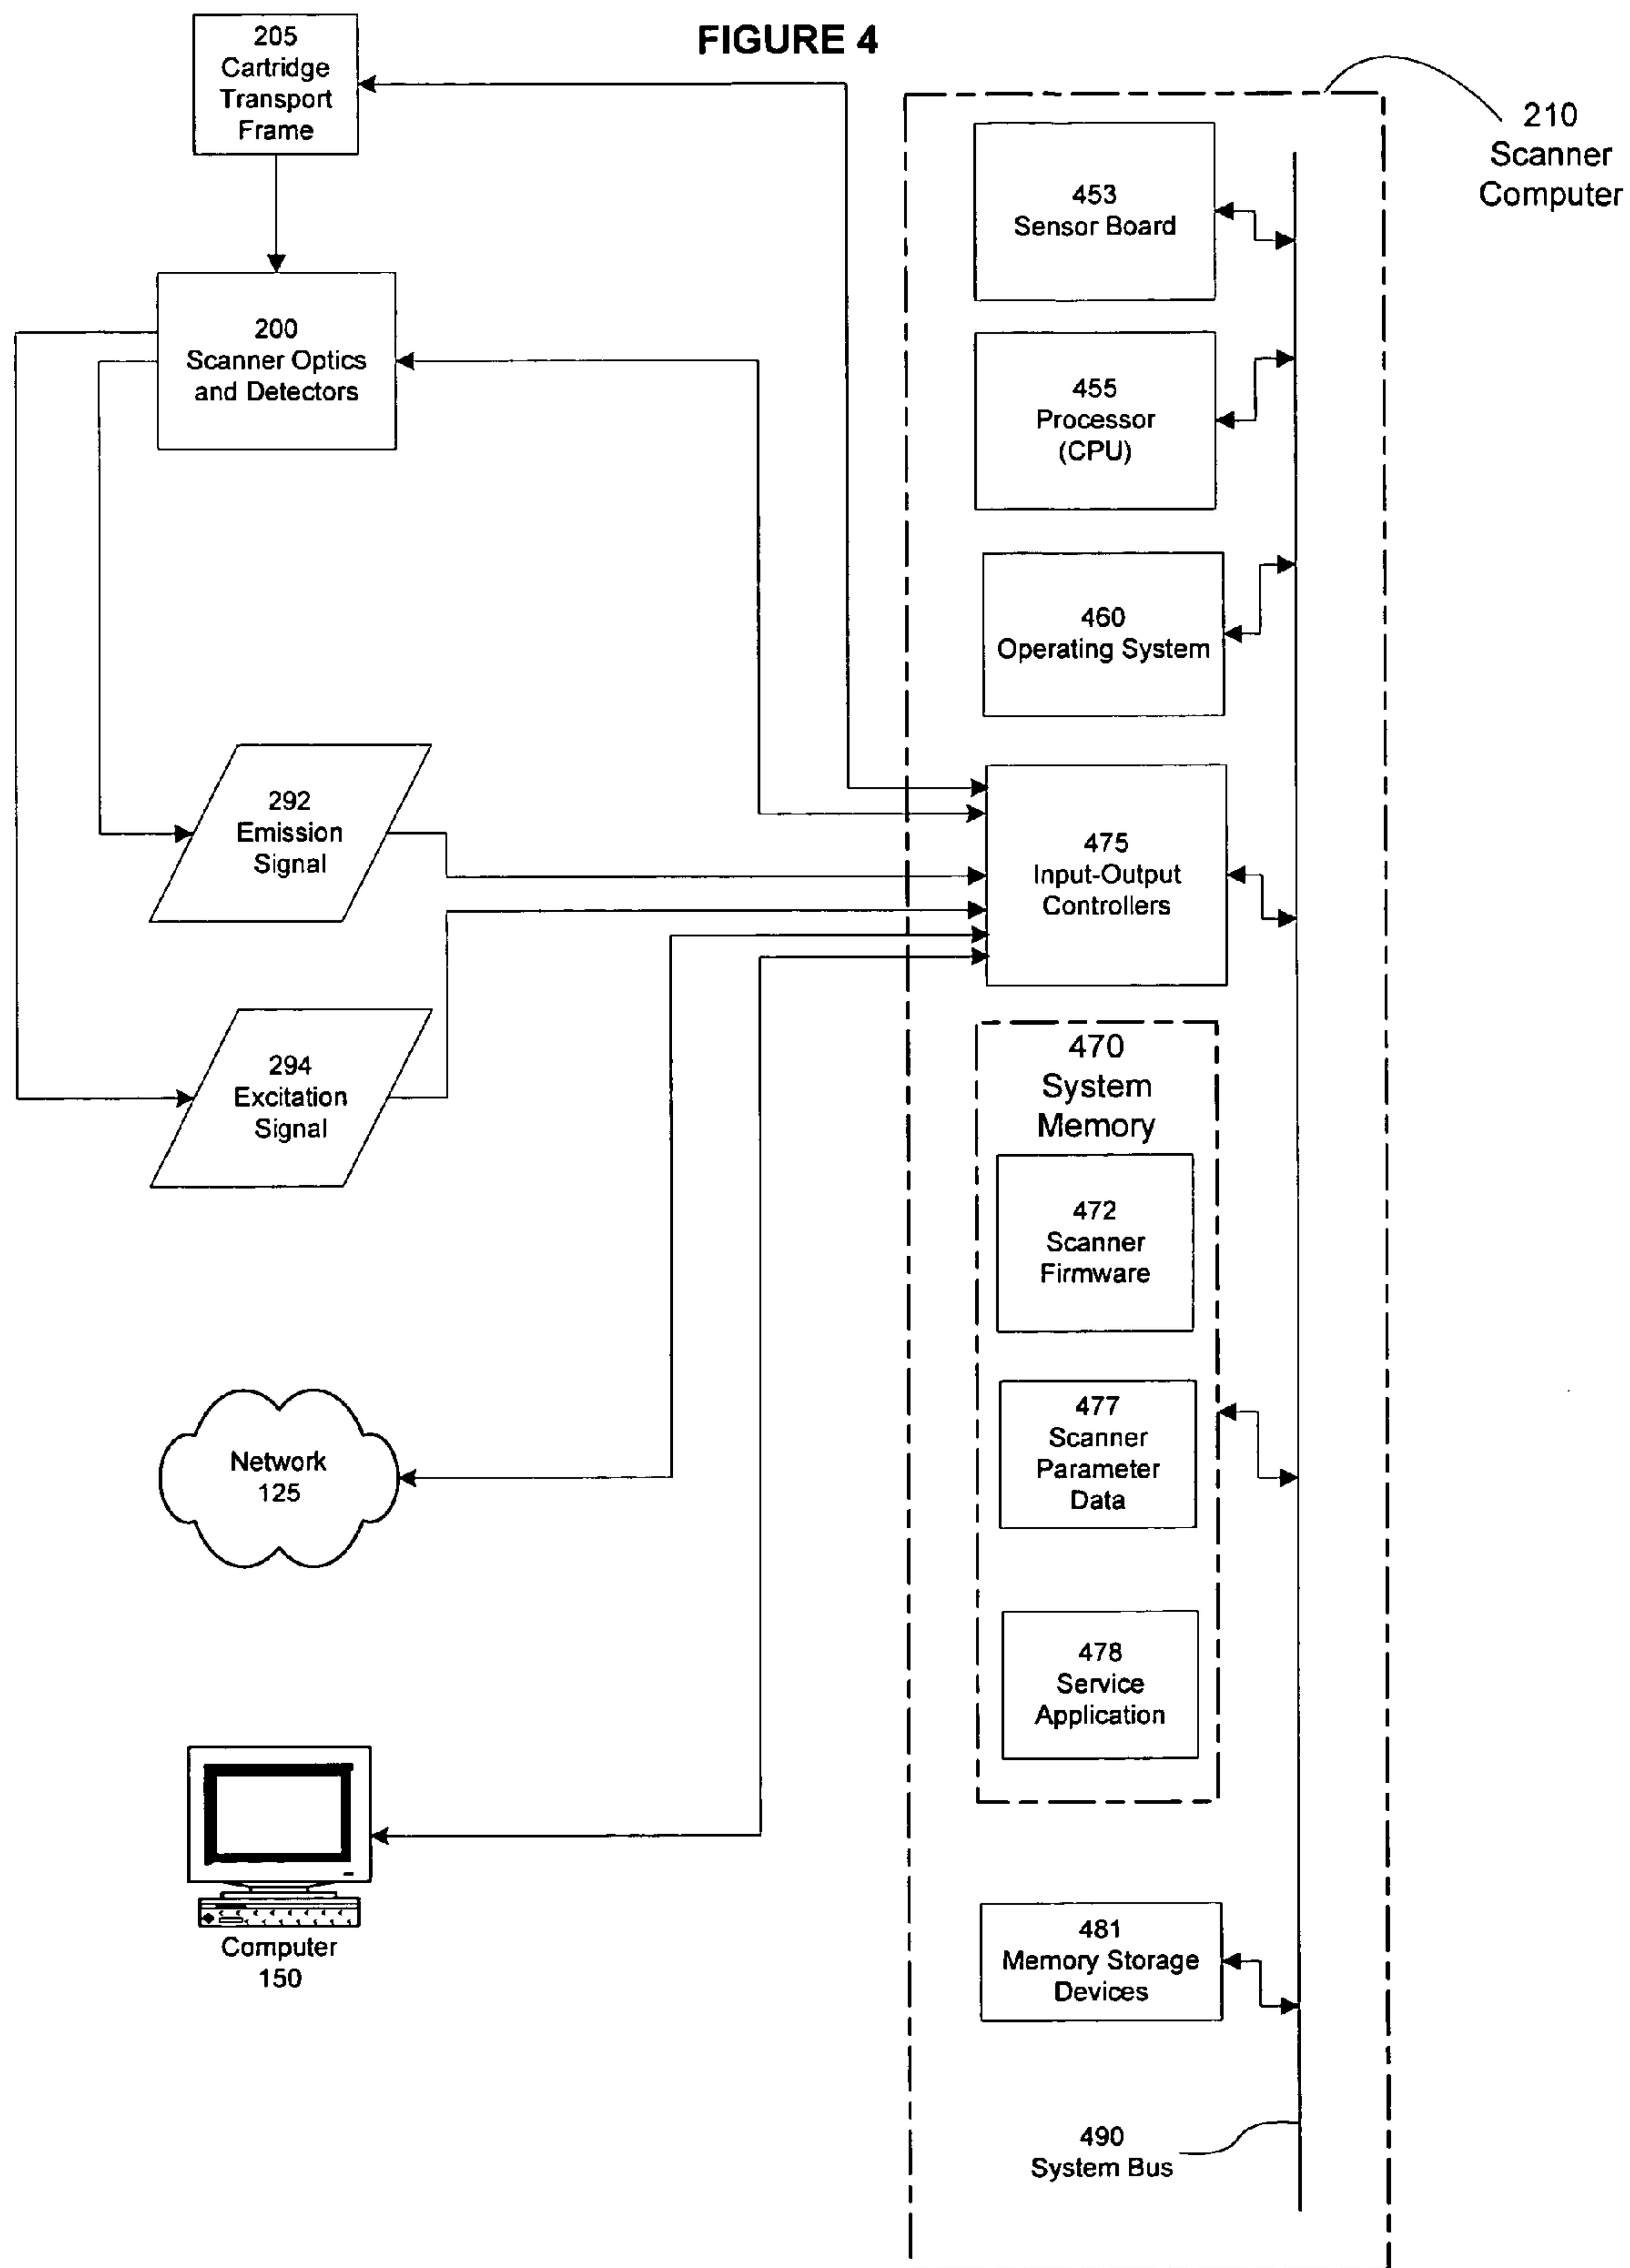 FIGURE 4
205
Cartridge
Transport
Frame
210
Scanner
Computer
453
Sensor Board
200
Scanner Optics
and Detectors
455
Processor
(CPU)
460
Operating System
292
Emission
Signal
475
Input-Output
Controllers
294
Excitation
Signal
470
System
Memory
472
Scanner
Firmware
477
Scanner
Parameter
Data
Network
125
478
Service
Application
Computer
150
481
Memory Storage
Devices
490
System Bus